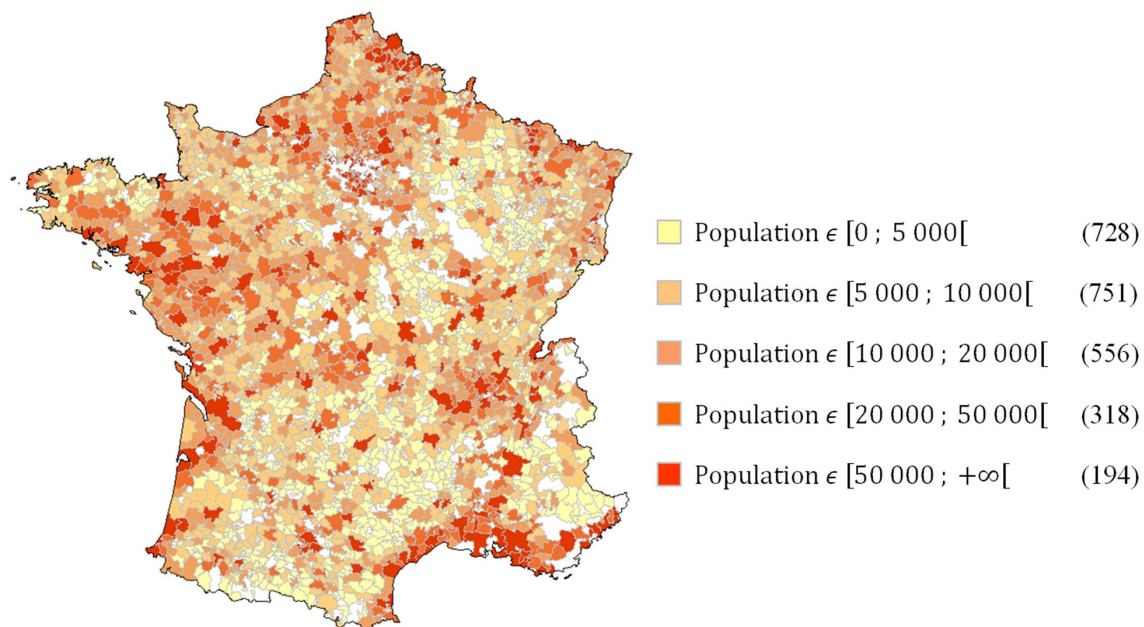 Population ϵ [0 ; 5 000[ (728)
Population ϵ [5 000 ; 10 000[ (751)
Population ϵ [10 000 ; 20 000[ (556)
Population ϵ [20 000 ; 50 000[ (318)
Population ϵ [50 000 ; +∞[ (194)